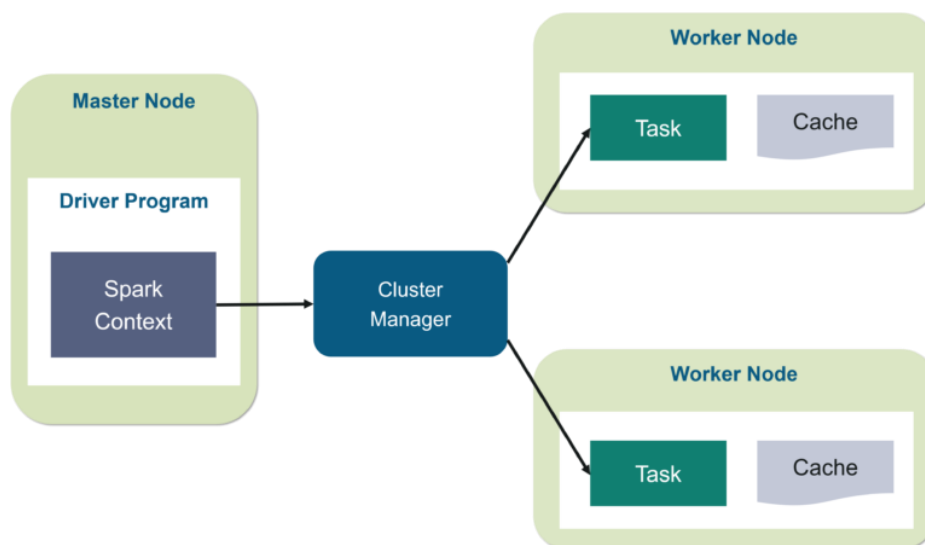 Master Node
Driver Program
Spark
Context
Cluster
Manager
Worker Node
Task
Cache
Worker Node
Task
Cache